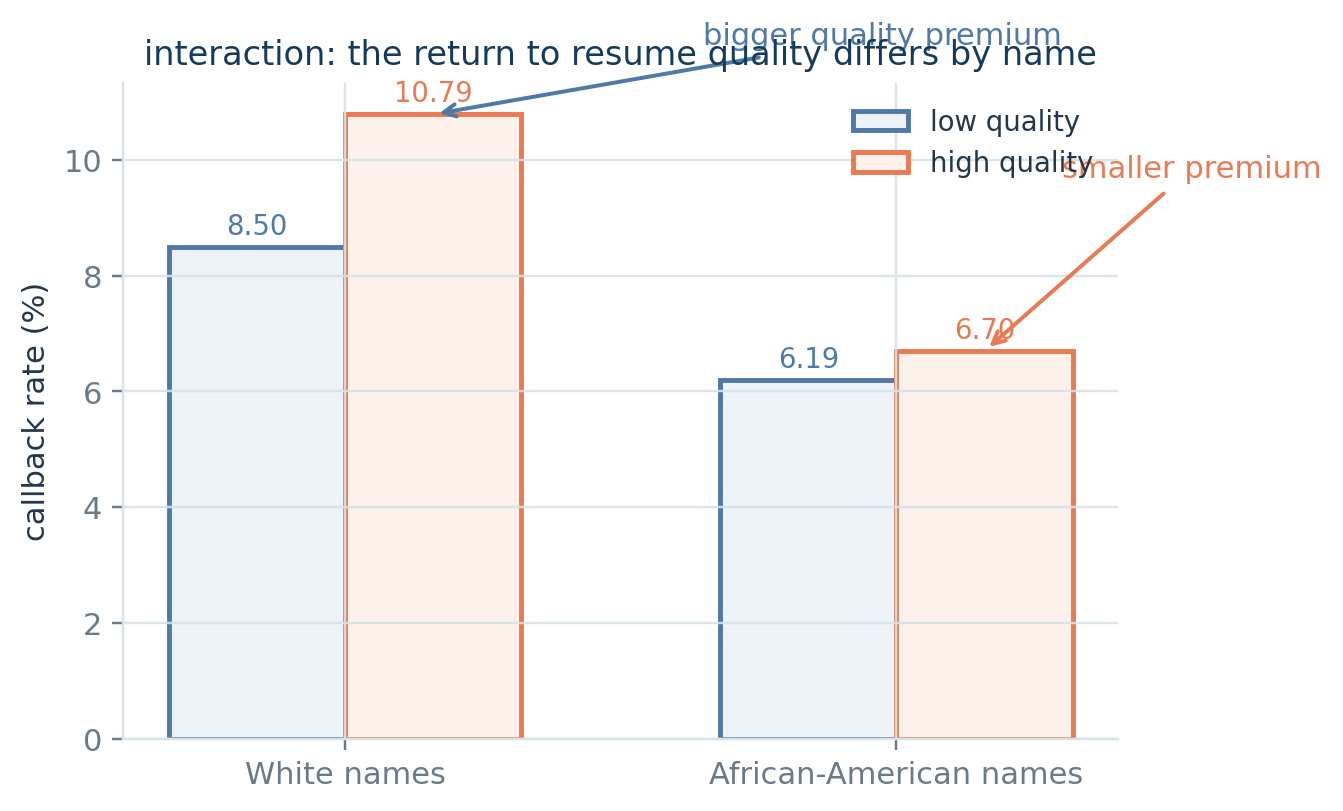 bigger quality premium
interaction: the return to resume quality differs by name
10.79
low quality
high quality
smaller premium
10
8.50
8
6.70
6.19
6
callback rate (%)
4
2
0
White names
African-American names